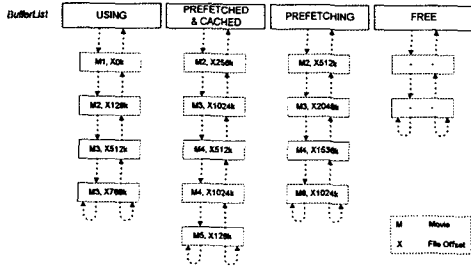 BufferList
USING
PREFETCHED
& CACHED
PREFETCHING
FREE
M1, X0k
M2, X128k
M3, X512k
M3, X768k
M2, X256k
M3, X1024k
M4, X512k
M4, X1024k
M5, X128k
M2, X512k
M3, X2048k
M4, X1536k
X1024k
M Movie
X File Offset